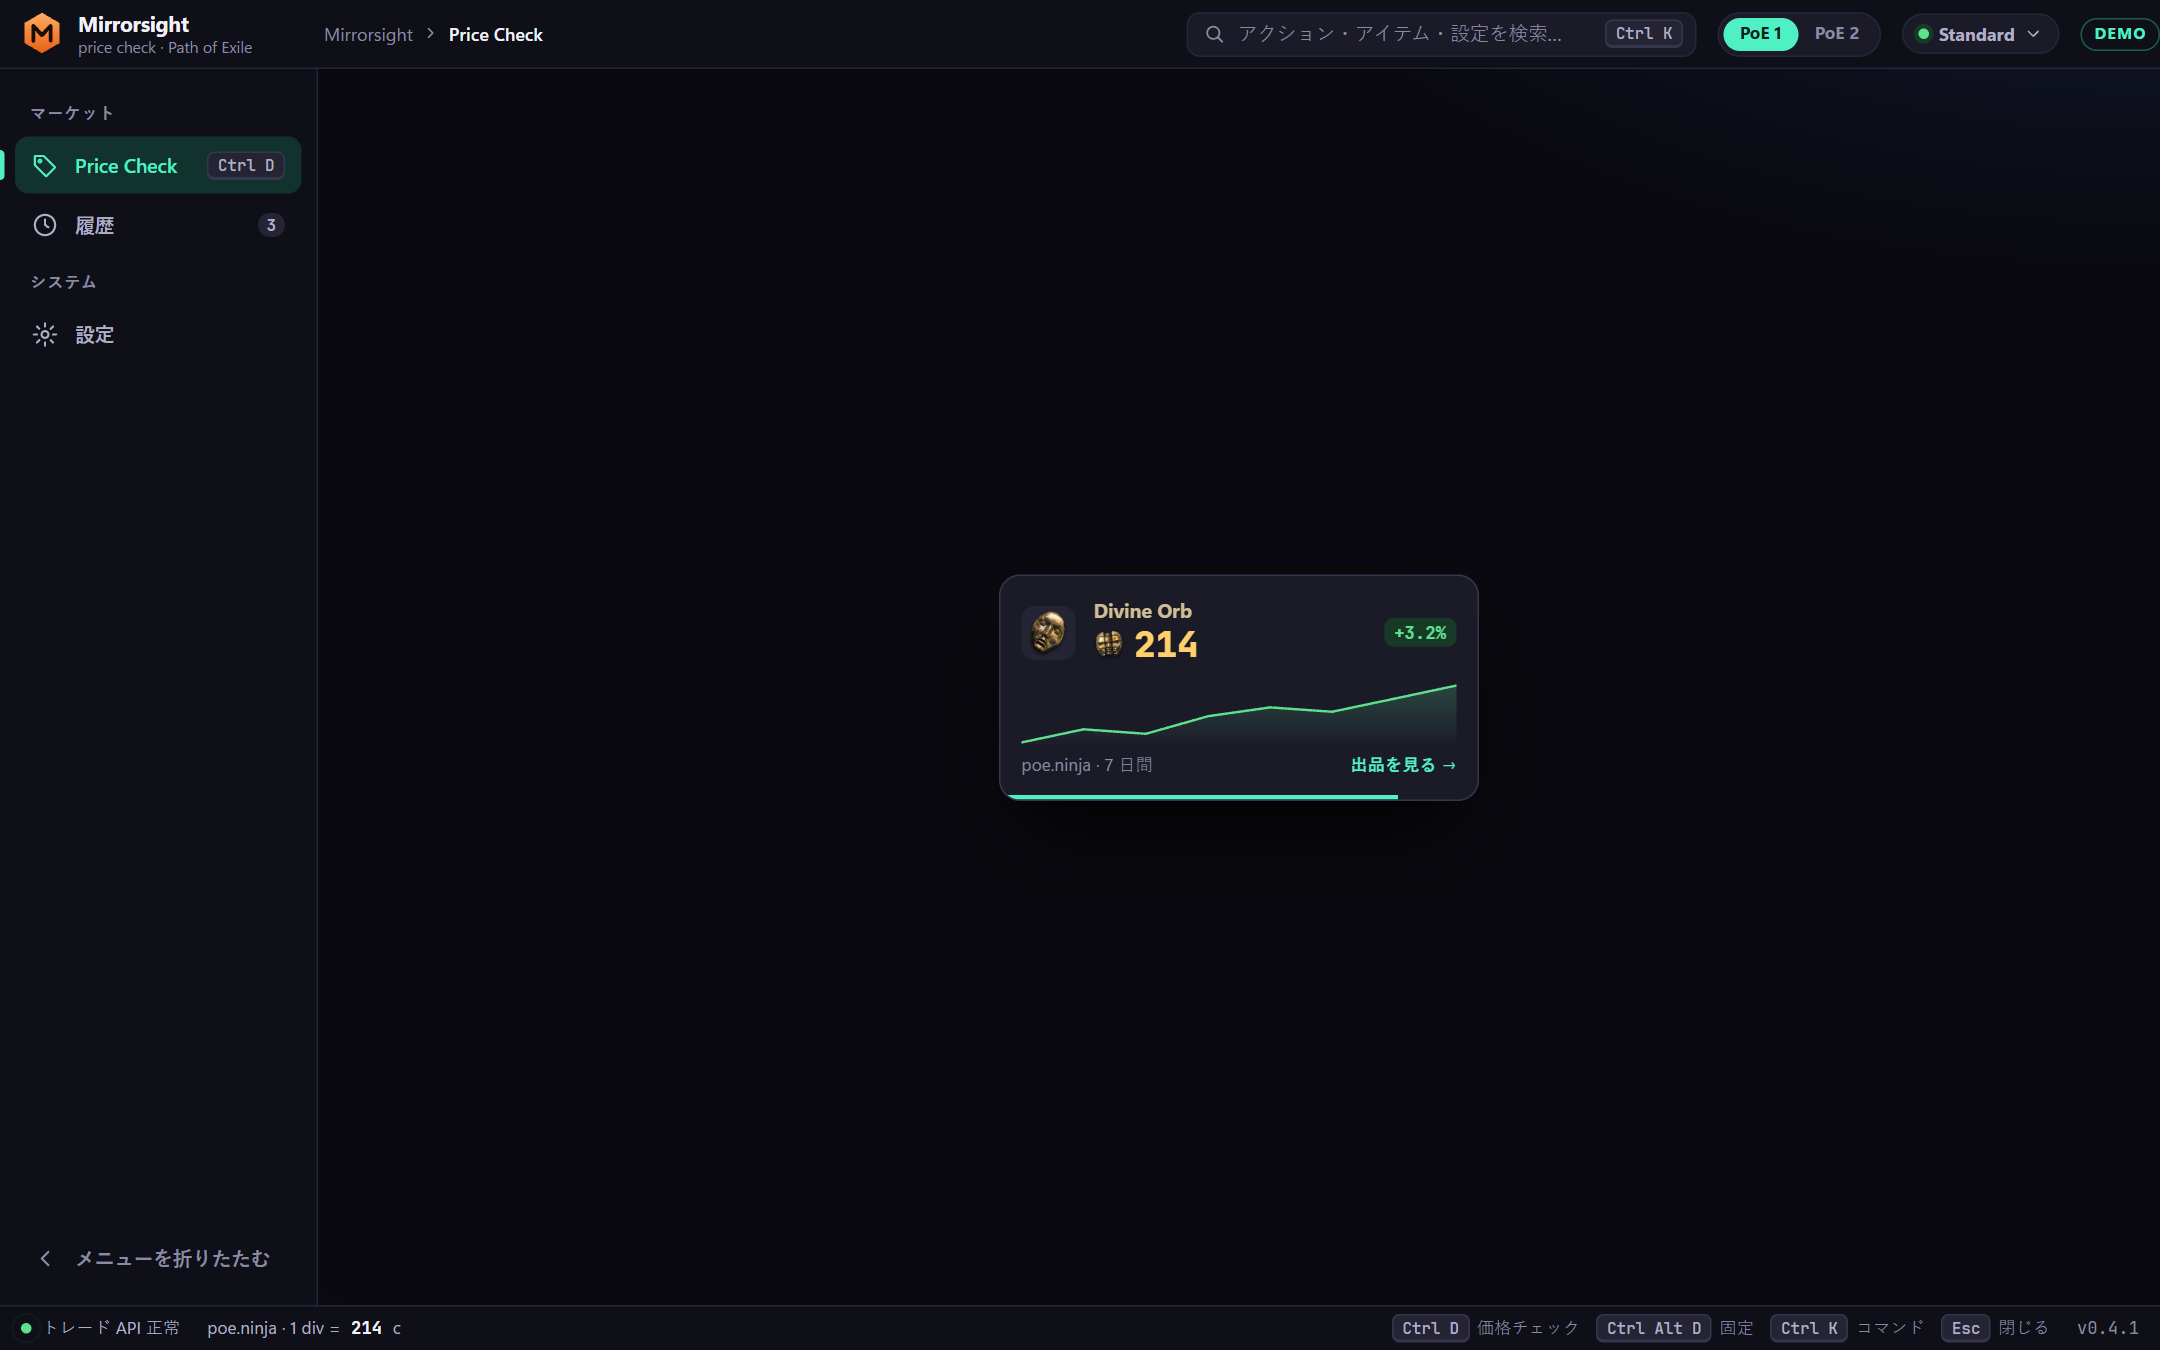 Mirrorsight
price check · Path of Exile
Mirrorsight > Price Check
アクション・アイテム・設定を検索... Ctrl K
PoE 1 PoE 2
Standard
DEMO
マーケット
Price Check Ctrl D
履歴 3
システム
設定
Divine Orb
214
+3.2%
poe.ninja · 7 日間
出品を見る →
メニューを折りたたむ
トレード API 正常 poe.ninja · 1 div = 214 c
Ctrl D 価格チェック Ctrl Alt D 固定 Ctrl K コマンド Esc 閉じる v0.4.1